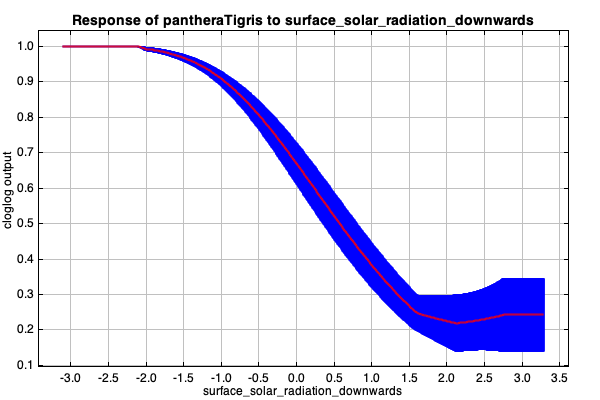 Response of pantheraTigris to surface_solar_radiation_downwards
cloglog output
1.0
0.9
0.8
0.7
0.6
0.5
0.4
0.3
0.2
0.1
-3.0 -2.5 -2.0 -1.5 -1.0 -0.5 0.0 0.5 1.0 1.5 2.0 2.5 3.0 3.5
surface_solar_radiation_downwards